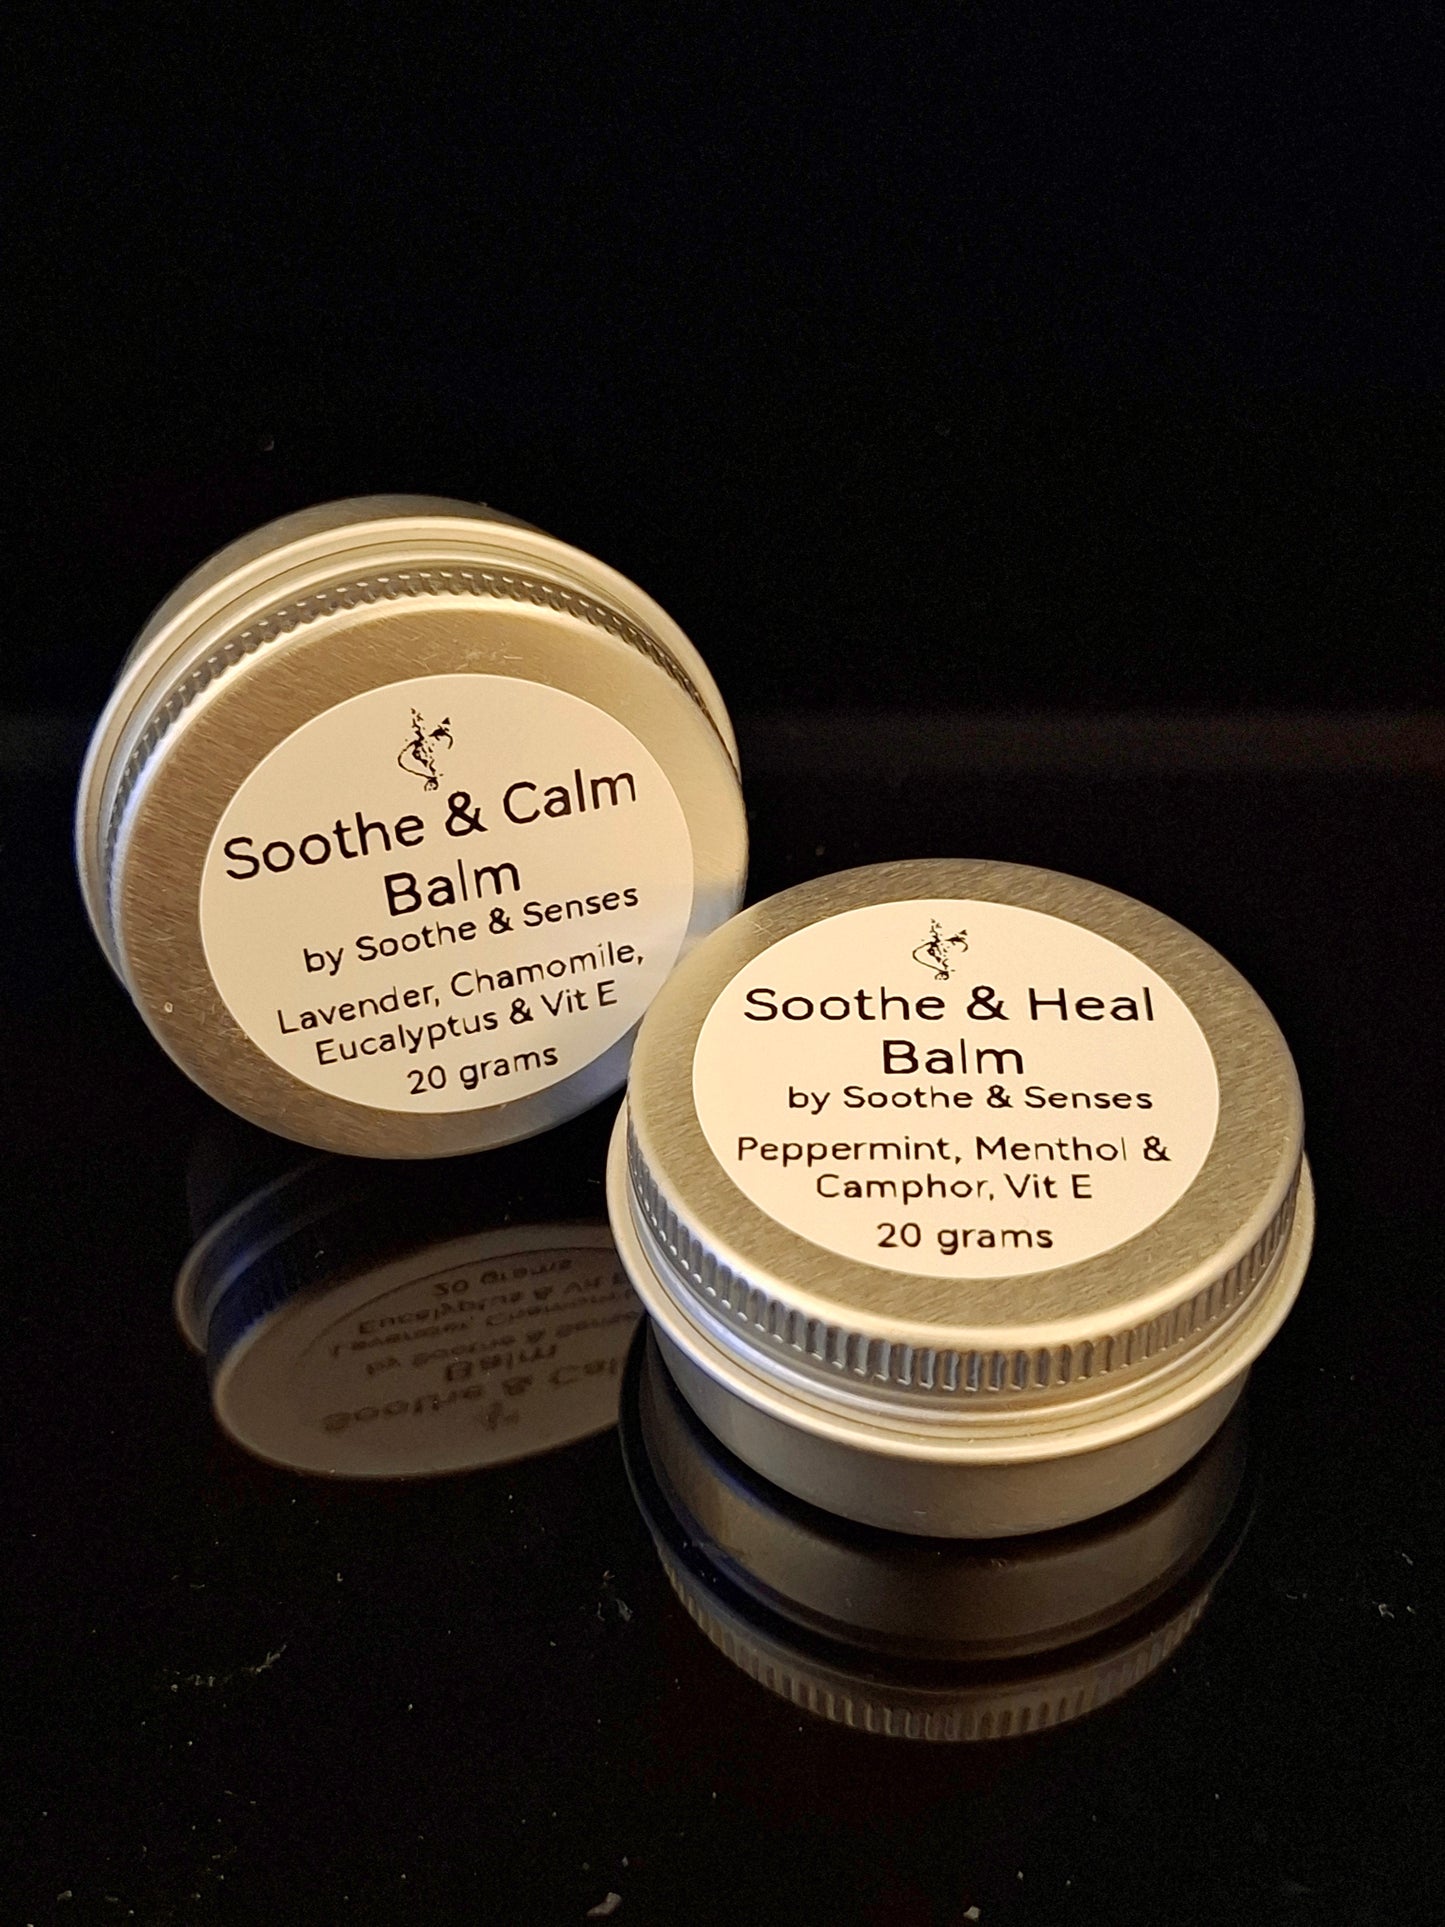 Soothe & Calm
Balm
by Soothe & Senses
Lavender, Chamomile,
Eucalyptus & Vit E
20 grams
Soothe & Heal
Balm
by Soothe & Senses
Peppermint, Menthol &
Camphor, Vit E
20 grams